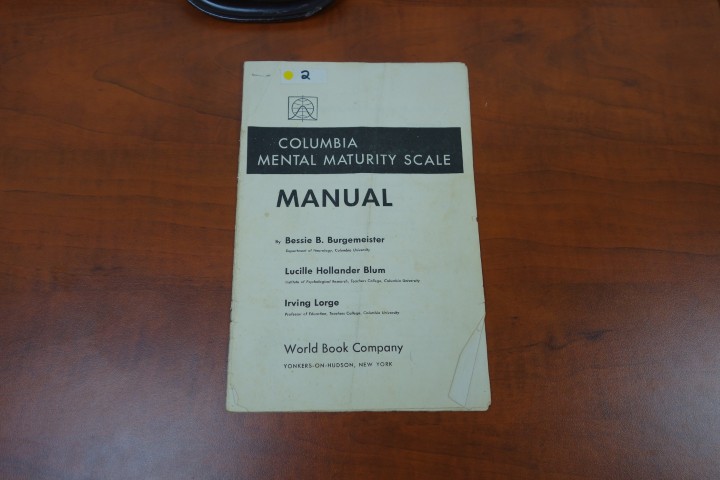 2
COLUMBIA
MENTAL MATURITY SCALE
MANUAL
By Bessie B. Burgemeister
Department of Neurology, Columbia University
Lucille Hollander Blum
Institute of Psychological Research, Teachers College, Columbia University
Irving Lorge
Professor of Education, Teachers College, Columbia University
World Book Company
YONKERS-ON-HUDSON, NEW YORK